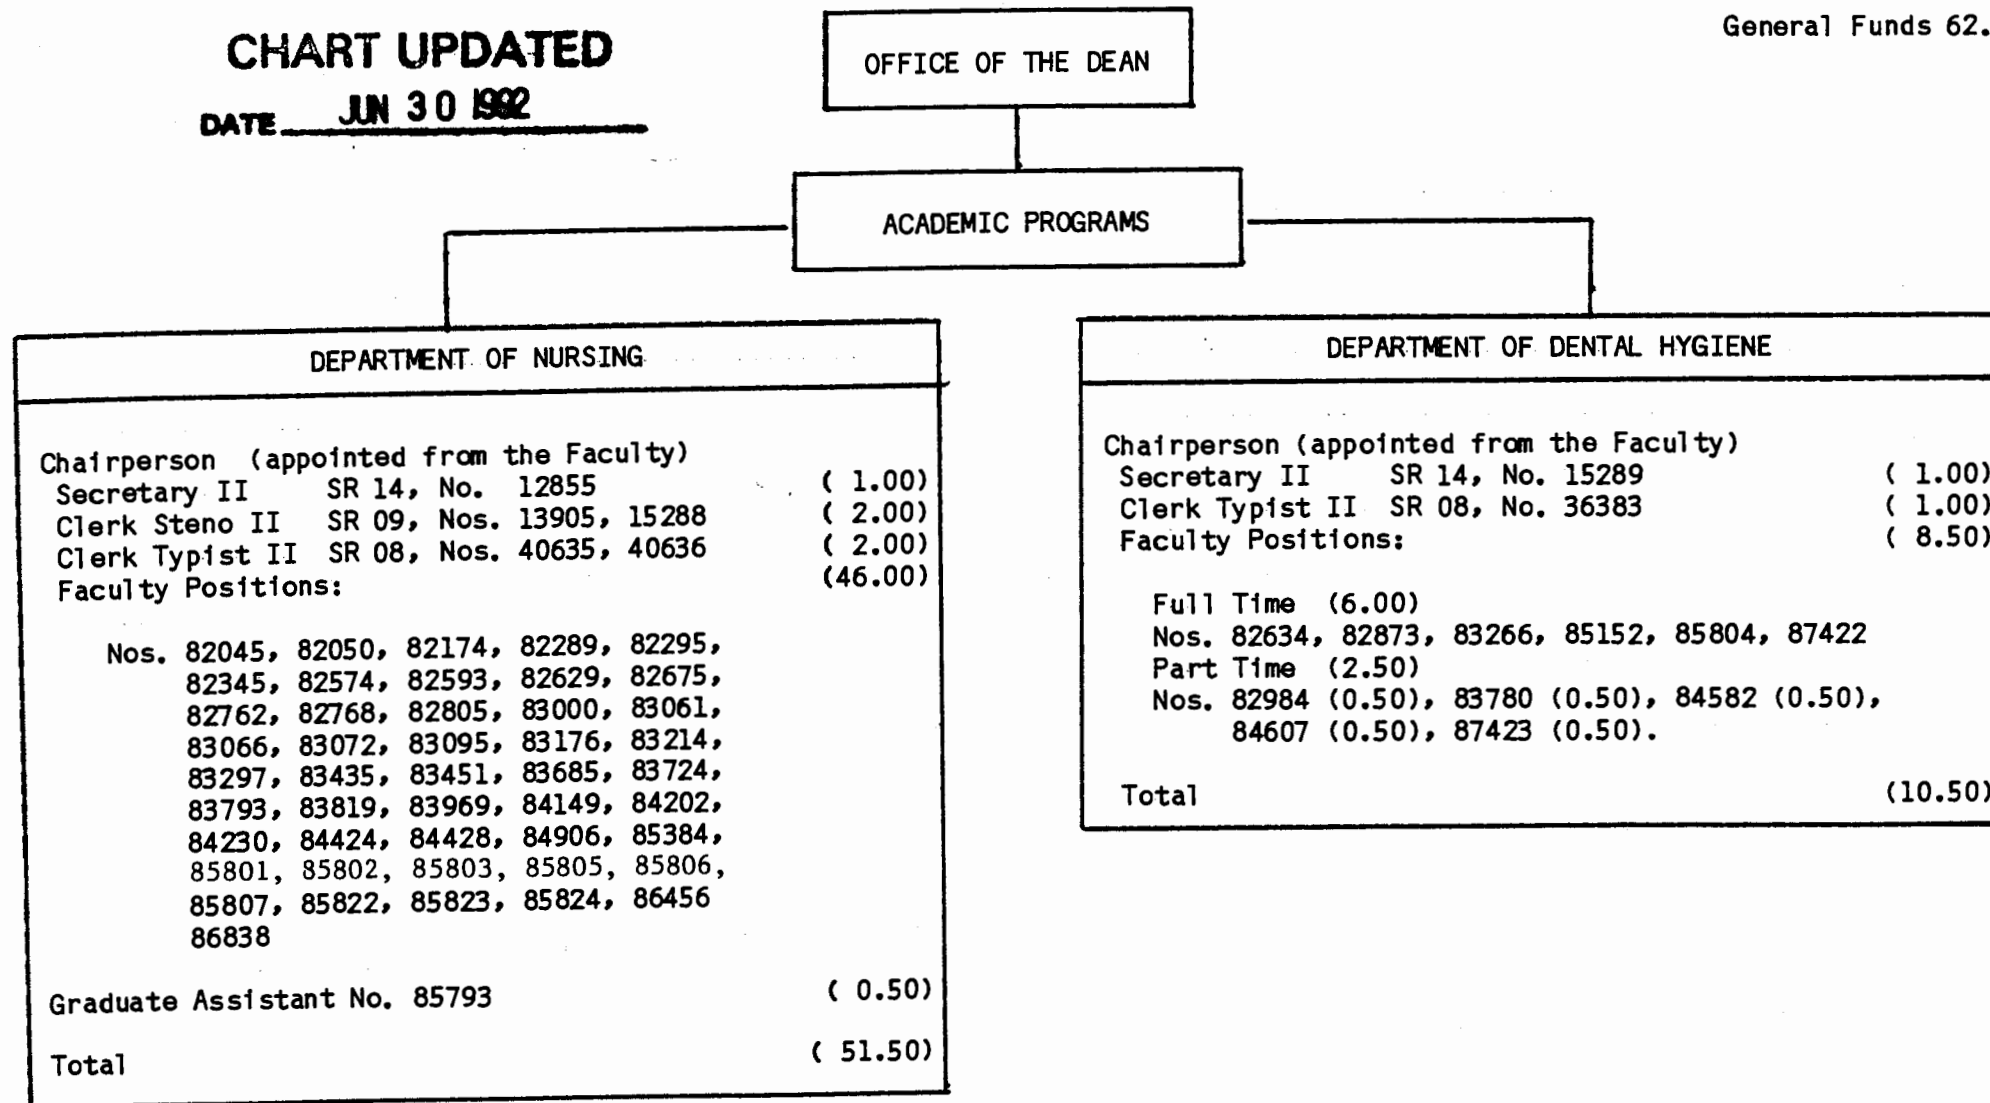 CHART UPDATED
DATE JUN 30 1992
General Funds 62.
OFFICE OF THE DEAN
ACADEMIC PROGRAMS
DEPARTMENT OF NURSING
Chairperson (appointed from the Faculty)
Secretary II SR 14, No. 12855 ( 1.00)
Clerk Steno II SR 09, Nos. 13905, 15288 ( 2.00)
Clerk Typist II SR 08, Nos. 40635, 40636 ( 2.00)
Faculty Positions: (46.00)
Nos. 82045, 82050, 82174, 82289, 82295,
82345, 82574, 82593, 82629, 82675,
82762, 82768, 82805, 83000, 83061,
83066, 83072, 83095, 83176, 83214,
83297, 83435, 83451, 83685, 83724,
83793, 83819, 83969, 84149, 84202,
84230, 84424, 84428, 84906, 85384,
85801, 85802, 85803, 85805, 85806,
85807, 85822, 85823, 85824, 86456
86838
Graduate Assistant No. 85793 ( 0.50)
Total ( 51.50)
DEPARTMENT OF DENTAL HYGIENE
Chairperson (appointed from the Faculty)
Secretary II SR 14, No. 15289 ( 1.00)
Clerk Typist II SR 08, No. 36383 ( 1.00)
Faculty Positions: ( 8.50)
Full Time (6.00)
Nos. 82634, 82873, 83266, 85152, 85804, 87422
Part Time (2.50)
Nos. 82984 (0.50), 83780 (0.50), 84582 (0.50),
84607 (0.50), 87423 (0.50).
Total (10.50)